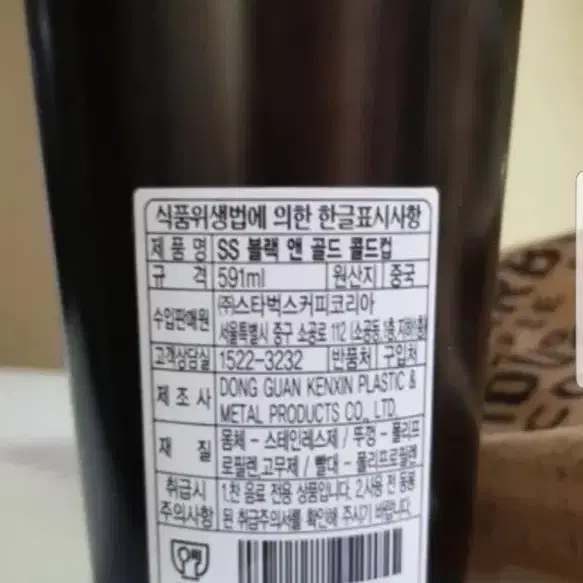 식품위생법에 의한 한글표시사항
제 품 명 SS 블랙 앤 골드 콜드컵
규 격 591ml 원산지 중국
수입판매원 ㈜스타벅스커피코리아
서울특별시 중구 소공로 112 (소공동,
고객상담실 1522-3232 반품처 구입처
제 조 사 DONG GUAN KENXIN PLASTIC &
METAL PRODUCTS CO., LTD.
재 질 몸체 - 스테인레스제 / 뚜껑 - 폴리프
로필렌 고무제 / 빨대 - 폴리프로필렌
취급시 1.찬 음료 전용 상품입니다. 2.사용 전 동봉
주의사항 된 취급주의서를 확인해 주시기 바랍니다.